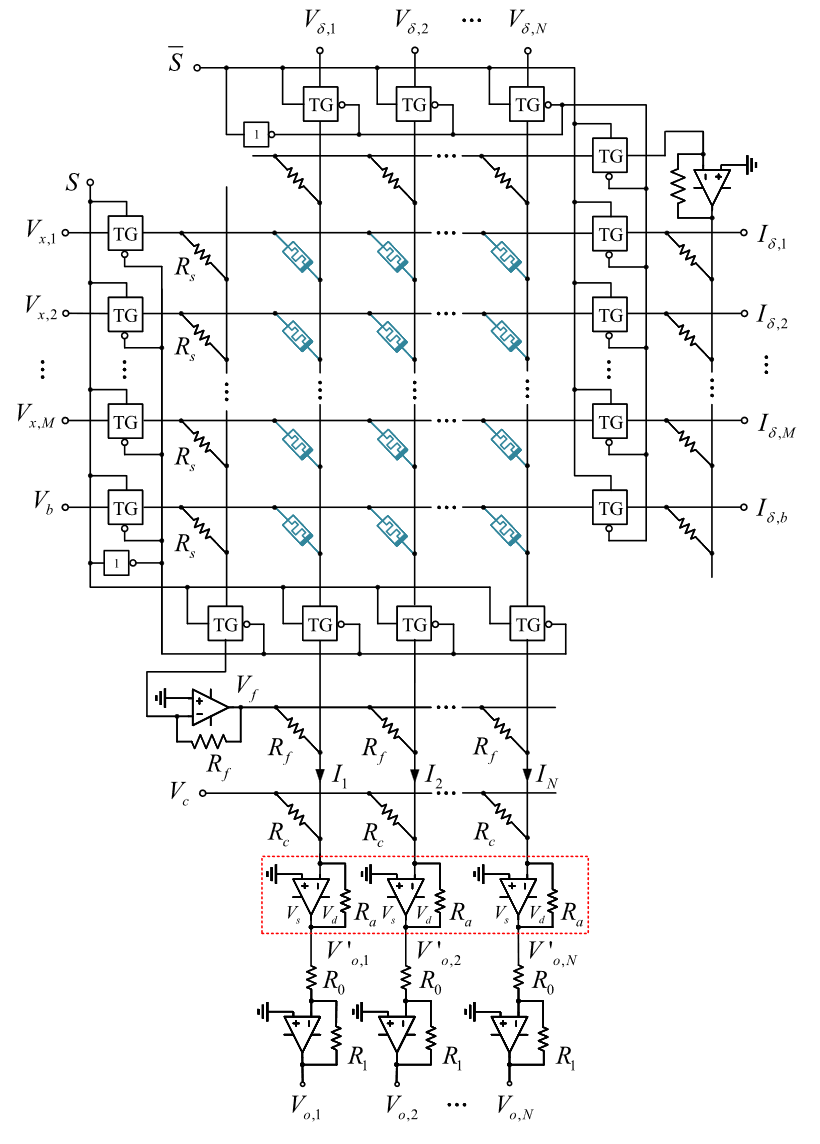 V_{δ,1} V_{δ,2} ... V_{δ,N}
S̅
TG TG TG
1
TG
- +
S
V_{x,1} TG R_s ... TG I_{δ,1}
V_{x,2} TG R_s ... TG I_{δ,2}
V_{x,M} TG R_s ... TG I_{δ,M}
V_b TG R_s ... TG I_{δ,b}
1
TG TG TG TG
+ - V_f ...
R_f R_f R_f R_f
I_1 I_2 I_N
V_c ...
R_c R_c R_c
+ - + - + -
V_s V_d R_a V_s V_d R_a V_s V_d R_a
V'_{o,1} V'_{o,2} V'_{o,N}
R_0 R_0 R_0
+ - + - + -
R_1 R_1 R_1
V_{o,1} V_{o,2} ... V_{o,N}